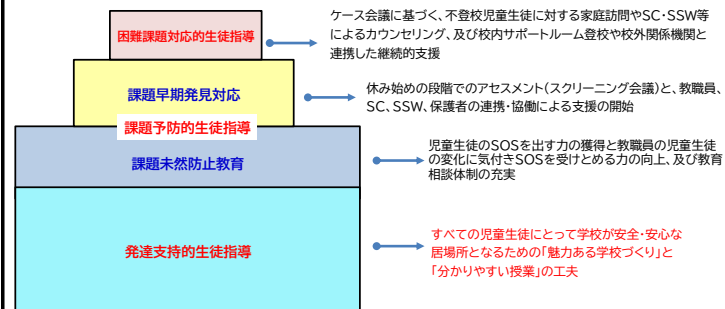 困難課題対応的生徒指導
ケース会議に基づく、不登校児童生徒に対する家庭訪問やSC・SSW等
によるカウンセリング、及び校内サポートルーム登校や校外関係機関と
連携した継続的支援
課題早期発見対応
休み始めの段階でのアセスメント(スクリーニング会議)と、教職員、
SC、SSW、保護者の連携・協働による支援の開始
課題予防的生徒指導
課題未然防止教育
児童生徒のSOSを出す力の獲得と教職員の児童生徒
の変化に気付きSOSを受けとめる力の向上、及び教育
相談体制の充実
発達支持的生徒指導
すべての児童生徒にとって学校が安全・安心な
居場所となるための「魅力ある学校づくり」と
「分かりやすい授業」の工夫